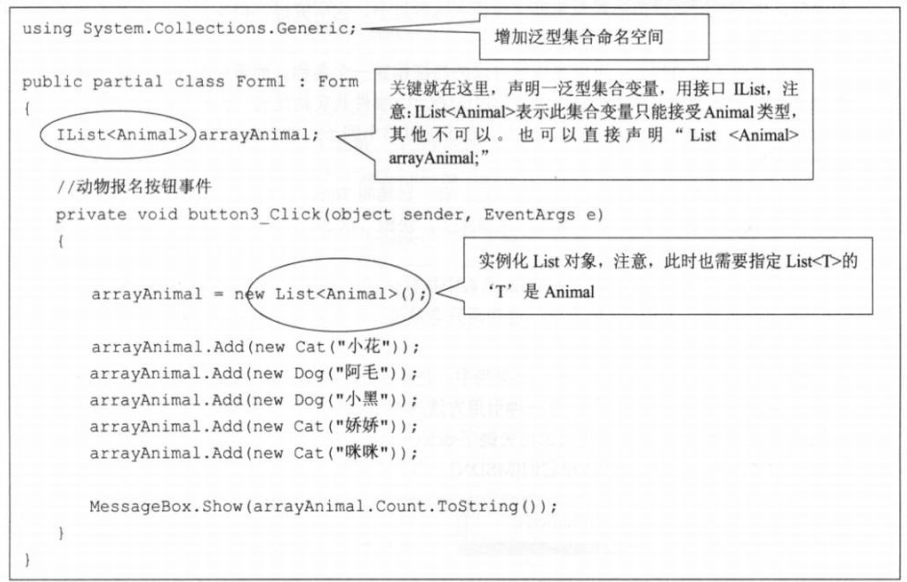 using System.Collections.Generic;
增加泛型集合命名空间
public partial class Form1 : Form
{
关键就在这里，声明一泛型集合变量，用接口 IList，注
意：IList<Animal>表示此集合变量只能接受 Animal 类型，
其他不可以。也可以直接声明“List <Animal>
arrayAnimal;”
IList<Animal> arrayAnimal;
//动物报名按钮事件
private void button3_Click(object sender, EventArgs e)
{
实例化 List 对象，注意，此时也需要指定 List<T>的
‘T’是 Animal
arrayAnimal = new List<Animal>();
arrayAnimal.Add(new Cat("小花"));
arrayAnimal.Add(new Dog("阿毛"));
arrayAnimal.Add(new Dog("小黑"));
arrayAnimal.Add(new Cat("娇娇"));
arrayAnimal.Add(new Cat("咪咪"));
MessageBox.Show(arrayAnimal.Count.ToString());
}
}